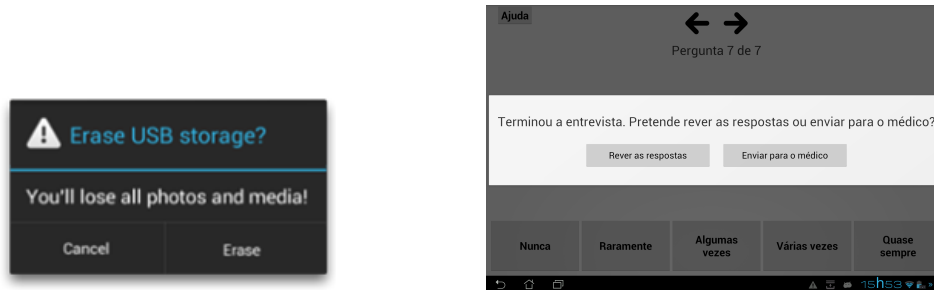 Erase USB storage?
You'll lose all photos and media!
Cancel
Erase
Ajuda
Pergunta 7 de 7
Terminou a entrevista. Pretende rever as respostas ou enviar para o médico?
Rever as respostas
Enviar para o médico
Nunca
Raramente
Algumas
vezes
Várias vezes
Quase
sempre
15h53